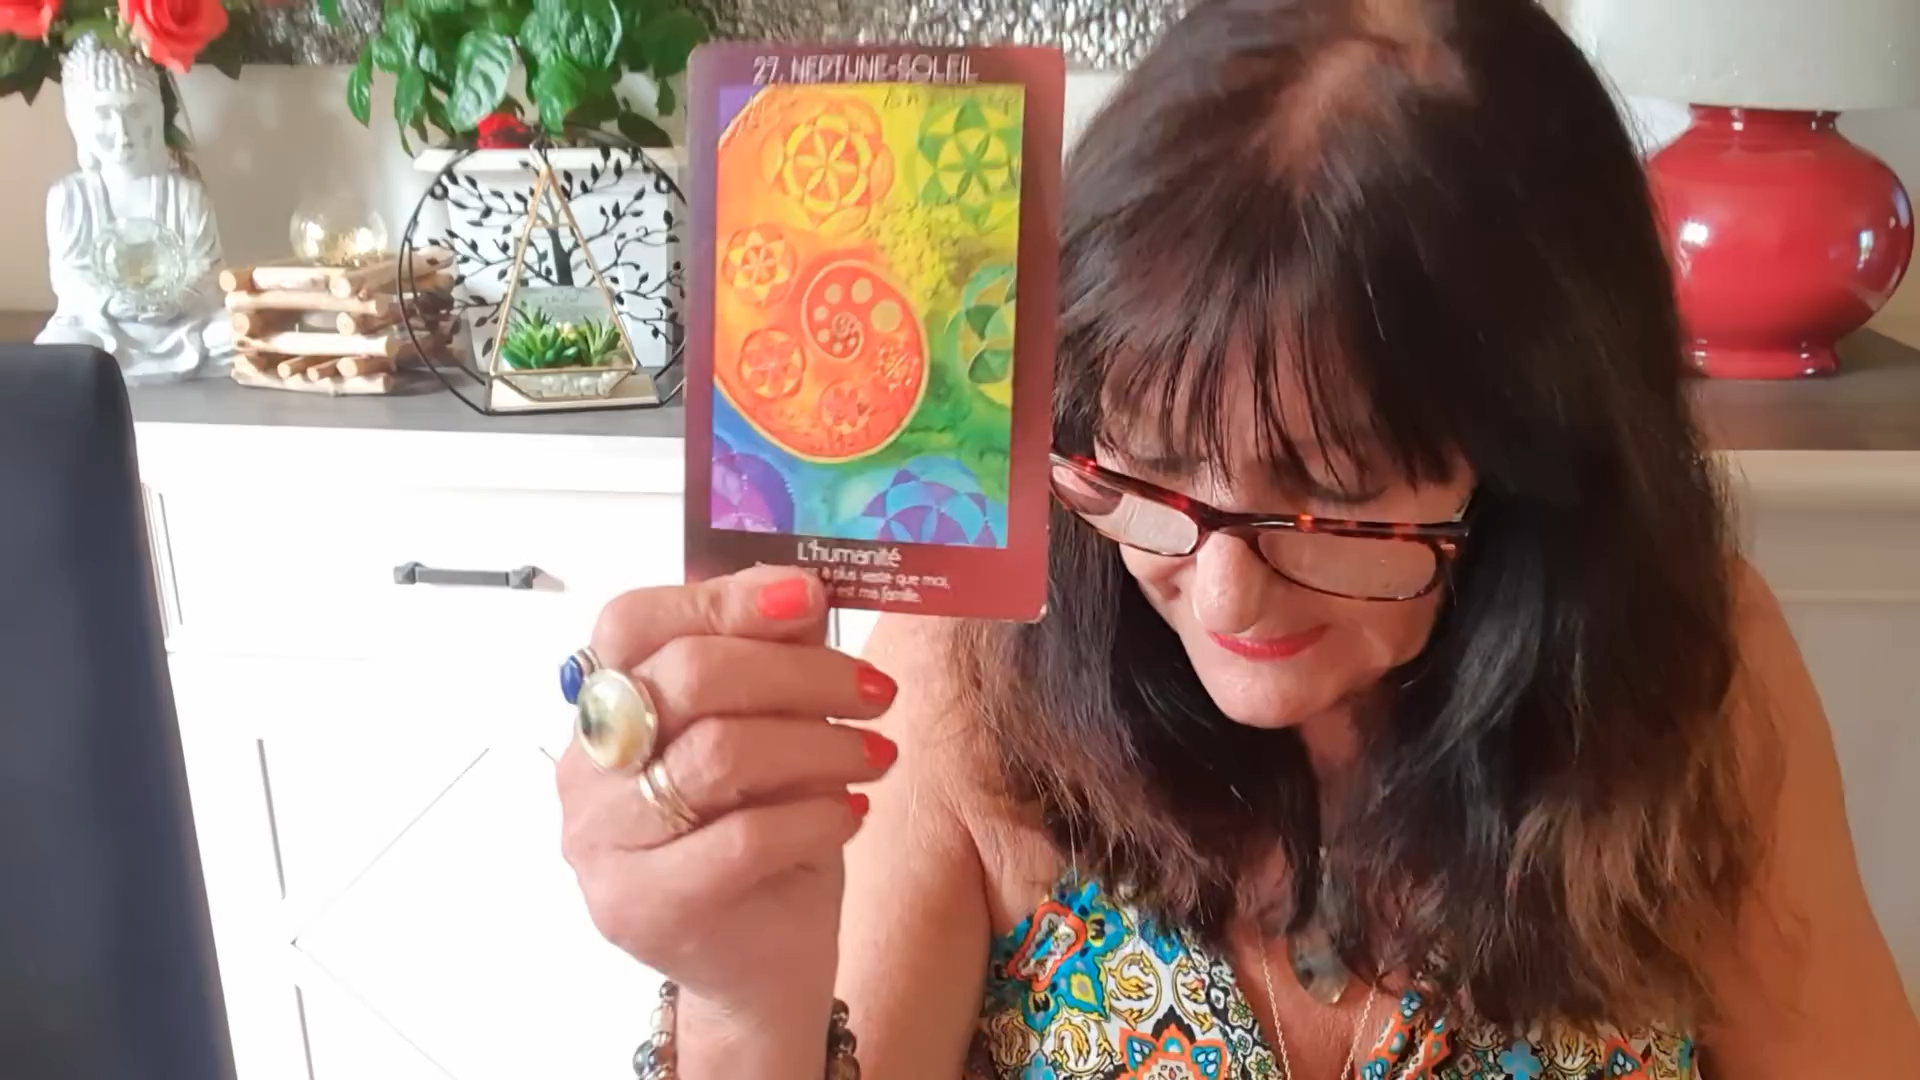 27. NEPTUNE-SOLEIL
L'humanité
à plus vaste que moi,
est ma famille.